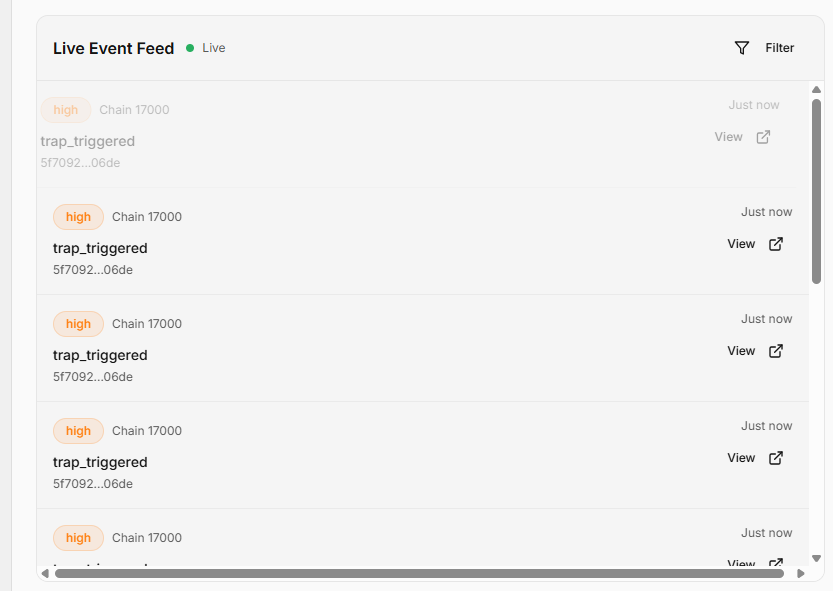 Live Event Feed Live Filter
high Chain 17000 Just now
trap_triggered View
5f7092...06de
high Chain 17000 Just now
trap_triggered View
5f7092...06de
high Chain 17000 Just now
trap_triggered View
5f7092...06de
high Chain 17000 Just now
trap_triggered View
5f7092...06de
high Chain 17000 Just now
View